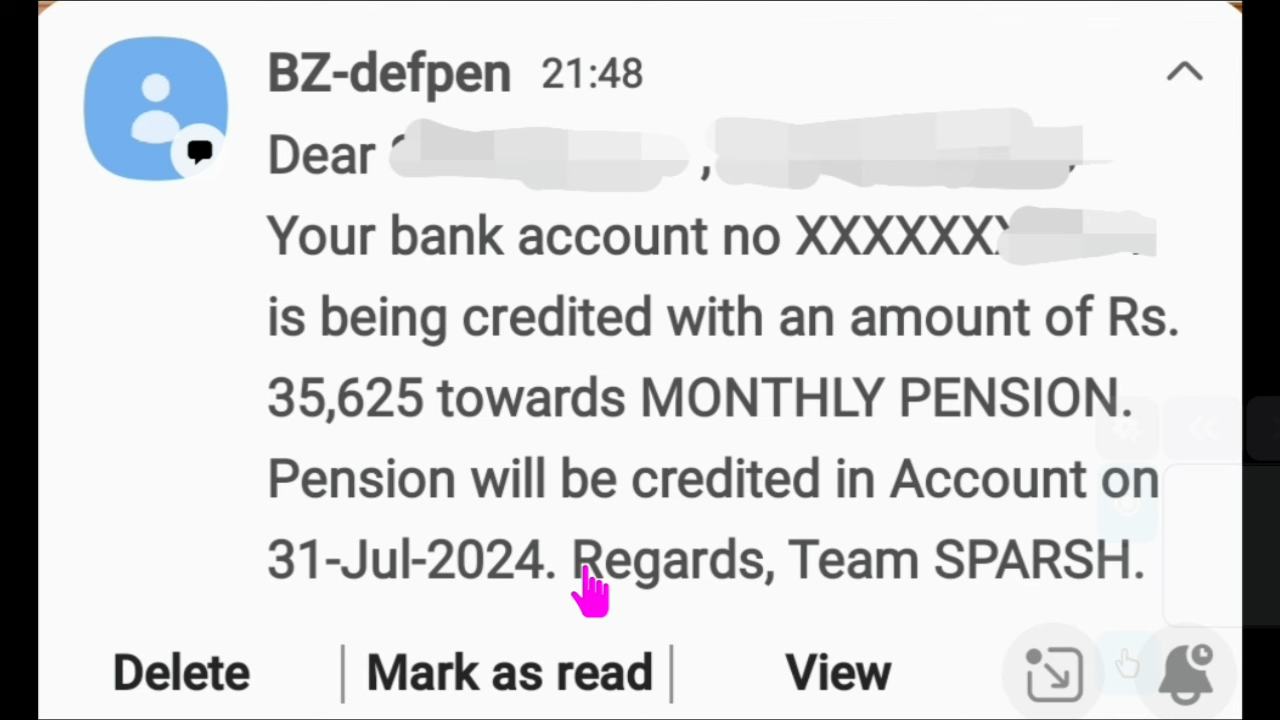 BZ-defpen 21:48
Dear , 
Your bank account no XXXXXXX
is being credited with an amount of Rs.
35,625 towards MONTHLY PENSION.
Pension will be credited in Account on
31-Jul-2024. Regards, Team SPARSH.
Delete Mark as read View